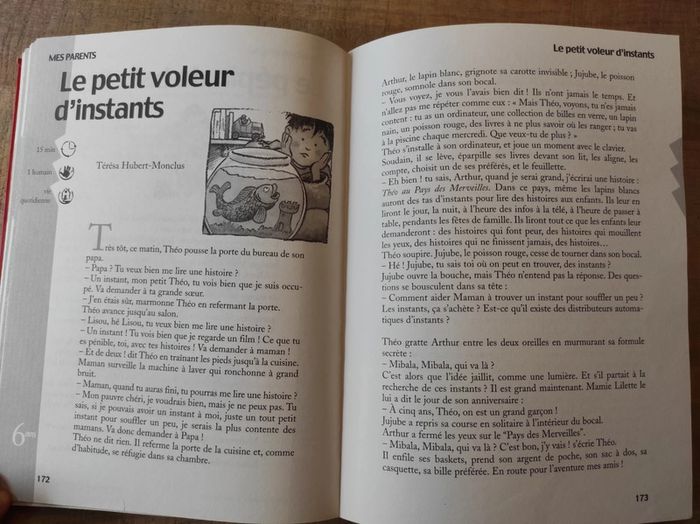 MES PARENTS
Le petit voleur
d'instants
15 min
1 humain
vie
quotidienne
Térésa Hubert-Monclus
Très tôt, ce matin, Théo pousse la porte du bureau de son
papa.
– Papa ? Tu veux bien me lire une histoire ?
– Un instant, mon petit Théo, tu vois bien que je suis occu-
pé. Va demander à ta grande sœur.
– J'en étais sûr, marmonne Théo en refermant la porte.
Théo avance jusqu'au salon.
– Lisou, hé Lisou, tu veux bien me lire une histoire ?
– Un instant ! Tu vois bien que je regarde un film ! Ce que tu
es pénible, toi, avec tes histoires ! Va demander à maman !
– Et de deux ! dit Théo en traînant les pieds jusqu'à la cuisine.
Maman surveille la machine à laver qui ronchonne à grand
bruit.
– Maman, quand tu auras fini, tu pourras me lire une histoire ?
– Mon pauvre chéri, je voudrais bien, mais je ne peux pas. Tu
sais, si je pouvais avoir un instant à moi, juste un tout petit
instant pour souffler un peu, je serais la plus contente des
mamans. Va donc demander à Papa !
Théo ne dit rien. Il referme la porte de la cuisine et, comme
d'habitude, se réfugie dans sa chambre.
6 ans
172
Le petit voleur d'instants
Arthur, le lapin blanc, grignote sa carotte invisible ; Jujube, le poisson
rouge, somnole dans son bocal.
– Vous voyez, je vous l'avais bien dit ! Ils n'ont jamais le temps. Et
n'allez pas me répéter comme eux : « Mais Théo, voyons, tu n'es jamais
content : tu as un ordinateur, une collection de billes en verre, un lapin
nain, un poisson rouge, des livres à ne plus savoir où les ranger ; tu vas
à la piscine chaque mercredi. Que veux-tu de plus ? »
Théo s'installe à son ordinateur, et joue un moment avec le clavier.
Soudain, il se lève, éparpille ses livres devant son lit, les aligne, les
compte, choisit un de ses préférés, et le feuillette.
– Eh bien ! tu sais, Arthur, quand je serai grand, j'écrirai une histoire :
Théo au Pays des Merveilles. Dans ce pays, même les lapins blancs
auront des tas d'instants pour lire des histoires aux enfants. Ils leur en
liront le jour, la nuit, à l'heure des infos à la télé, à l'heure de passer à
table, pendant les fêtes de famille. Ils liront tout ce que les enfants leur
demanderont : des histoires qui font peur, des histoires qui mouillent
les yeux, des histoires qui ne finissent jamais, des histoires…
Théo soupire. Jujube, le poisson rouge, cesse de tourner dans son bocal.
– Hé ! Jujube, tu sais toi où on peut en trouver, des instants ?
Jujube ouvre la bouche, mais Théo n'entend pas la réponse. Des ques-
tions se bousculent dans sa tête :
– Comment aider Maman à trouver un instant pour souffler un peu ?
Les instants, ça s'achète ? Est-ce qu'il existe des distributeurs automa-
tiques d'instants ?
Théo gratte Arthur entre les deux oreilles en murmurant sa formule
secrète :
– Mibala, Mibala, qui va là ?
C'est alors que l'idée jaillit, comme une lumière. Et s'il partait à la
recherche de ces instants ? Il est grand maintenant. Mamie Lilette le
lui a dit le jour de son anniversaire :
– À cinq ans, Théo, on est un grand garçon !
Jujube a repris sa course en solitaire à l'intérieur du bocal.
Arthur a fermé les yeux sur le "Pays des Merveilles".
– Mibala, Mibala, qui va là ? C'est bon, j'y vais ! s'écrie Théo.
Il enfile ses baskets, prend son argent de poche, son sac à dos, sa
casquette, sa bille préférée. En route pour l'aventure mes amis !
173